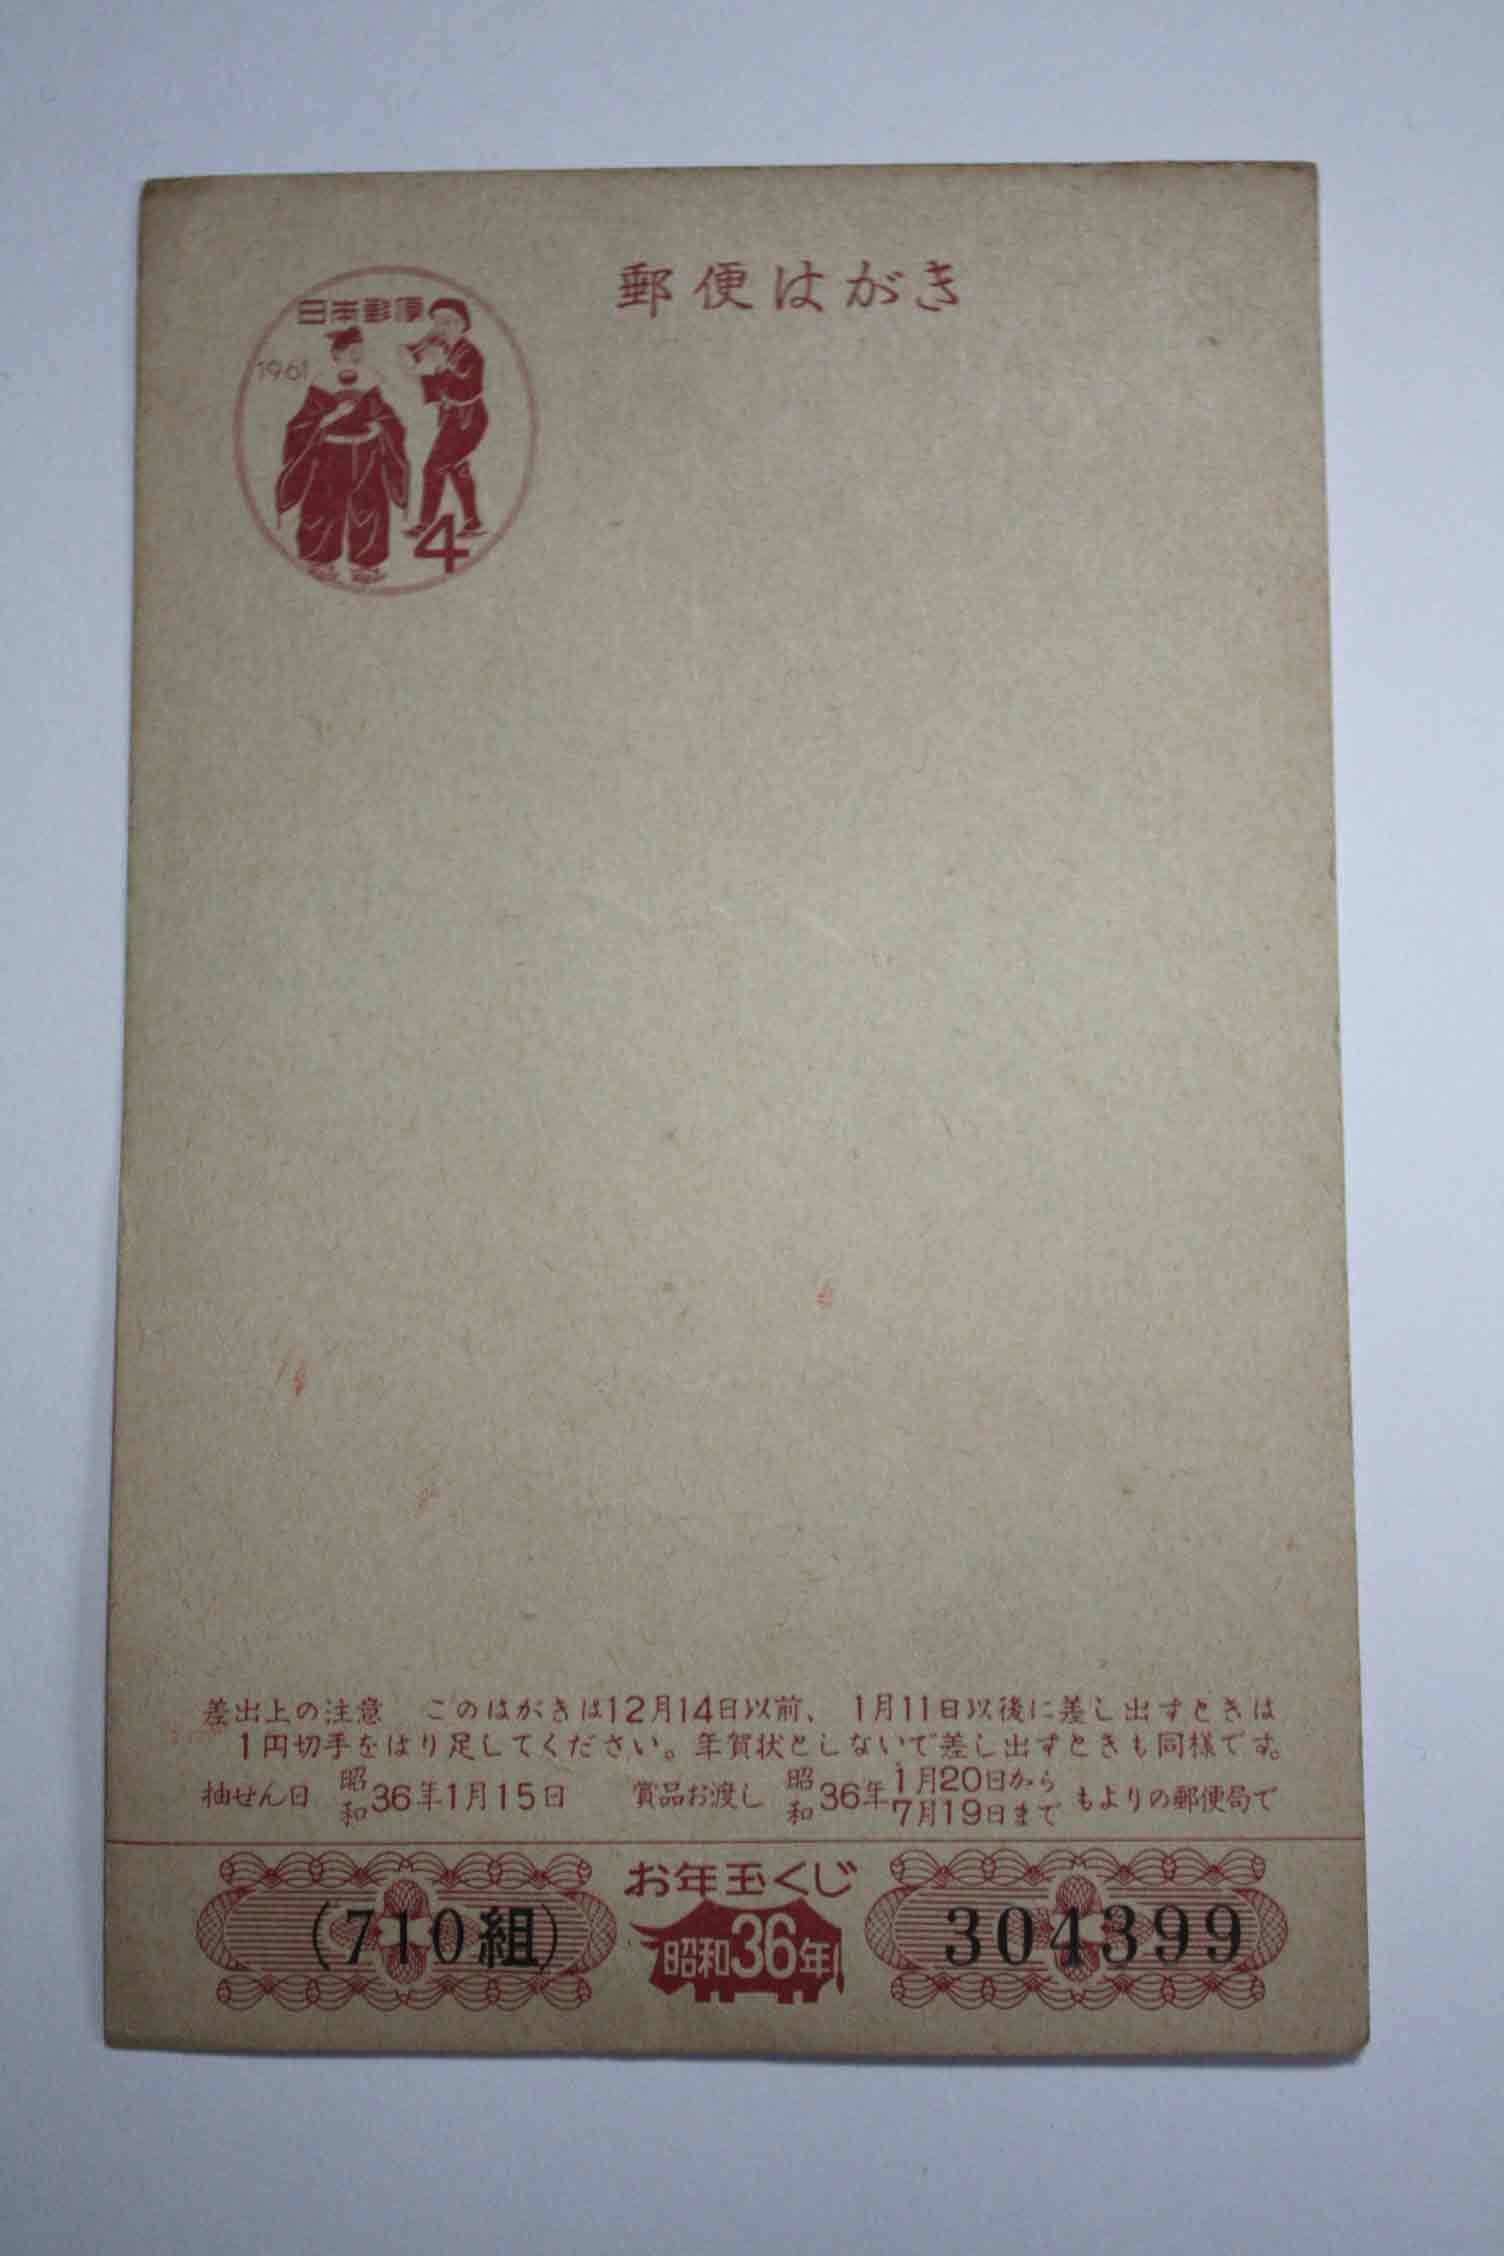 郵便はがき
日本郵便
1961
4
差出上の注意　このはがきは12月14日以前、1月11日以後に差し出すときは
1円切手をはり足してください。年賀状としないで差し出すときも同様です。
抽せん日 昭和36年1月15日　賞品お渡し 昭和36年1月20日から7月19日まで もよりの郵便局で
お年玉くじ
(710組) 昭和36年 304399